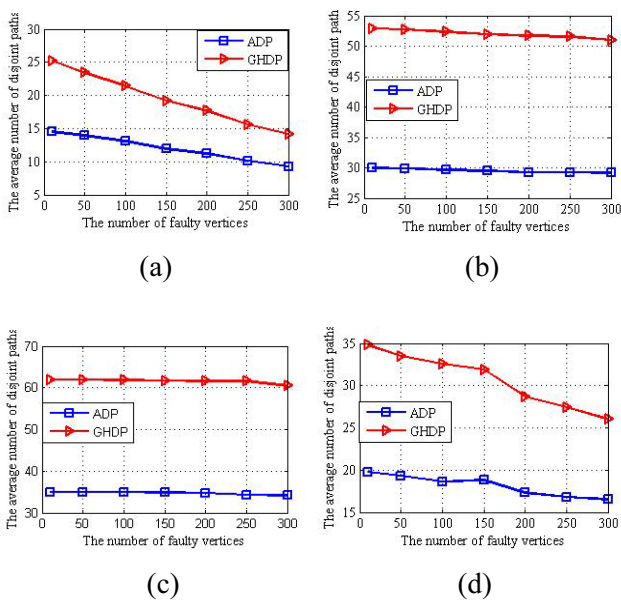 The average number of disjoint paths
30
25
20
15
10
5
ADP
GHDP
0 50 100 150 200 250 300
The number of faulty vertices
(a)
The average number of disjoint paths
55
50
45
40
35
30
25
ADP
GHDP
0 50 100 150 200 250 300
The number of faulty vertices
(b)
The average number of disjoint paths
70
60
50
40
30
ADP
GHDP
0 50 100 150 200 250 300
The number of faulty vertices
(c)
The average number of disjoint paths
35
30
25
20
15
ADP
GHDP
0 50 100 150 200 250 300
The number of faulty vertices
(d)